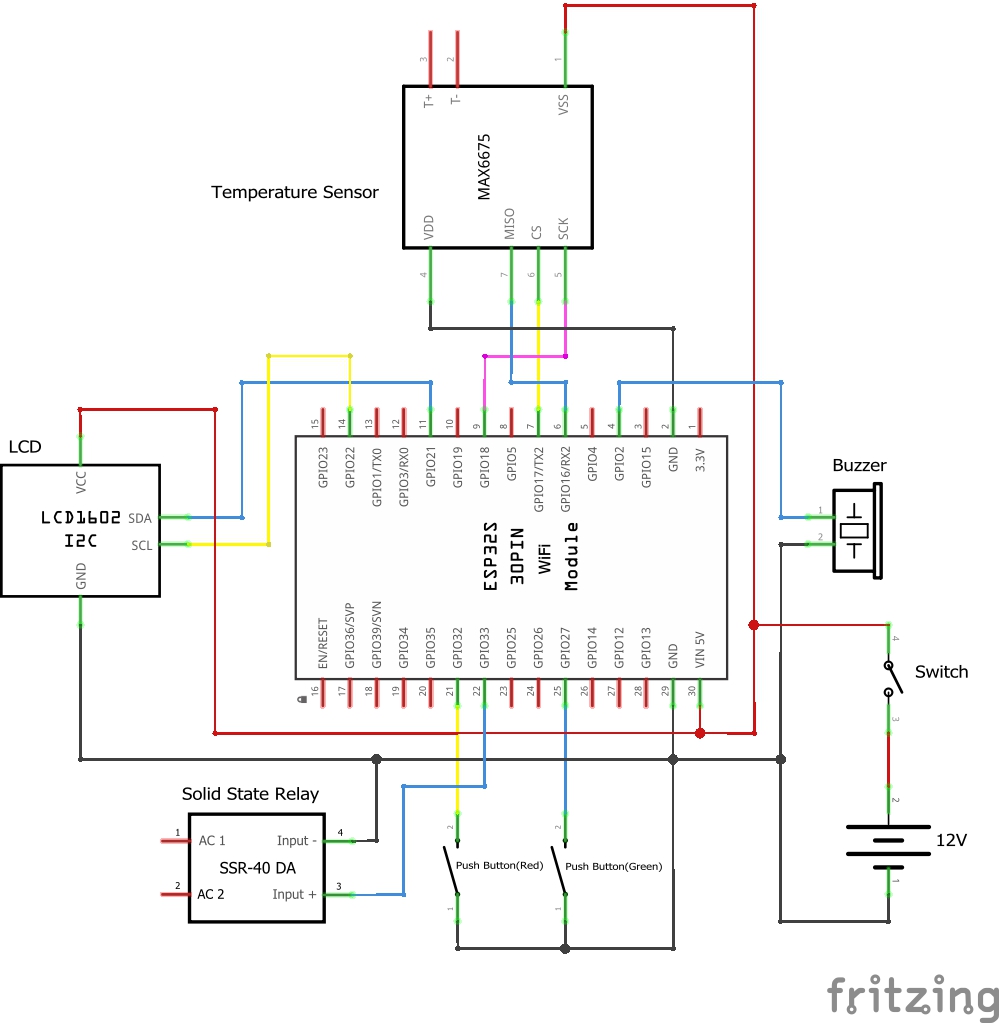 3
2
1
T+
T-
VSS
MAX6675
Temperature Sensor
VDD
MISO
CS
SCK
4
7
6
5
15
14
13
12
11
10
9
8
7
6
5
4
3
2
1
GPIO23
GPIO22
GPIO1/TX0
GPIO3/RX0
GPIO21
GPIO19
GPIO18
GPIO5
GPIO17/TX2
GPIO16/RX2
GPIO4
GPIO2
GPIO15
GND
3.3V
LCD
VCC
LCD1602
I2C
SDA
SCL
GND
ESP32S
30PIN
WiFi
Module
Buzzer
1
2
EN/RESET
GPIO36/SVP
GPIO39/SVN
GPIO34
GPIO35
GPIO32
GPIO33
GPIO25
GPIO26
GPIO27
GPIO14
GPIO12
GPIO13
GND
VIN 5V
16
17
18
19
20
21
22
23
24
25
26
27
28
29
30
4
Switch
3
2
12V
1
Solid State Relay
1
AC 1
Input -
4
SSR-40 DA
2
AC 2
Input +
3
2
Push Button(Red)
1
2
Push Button(Green)
1
fritzing